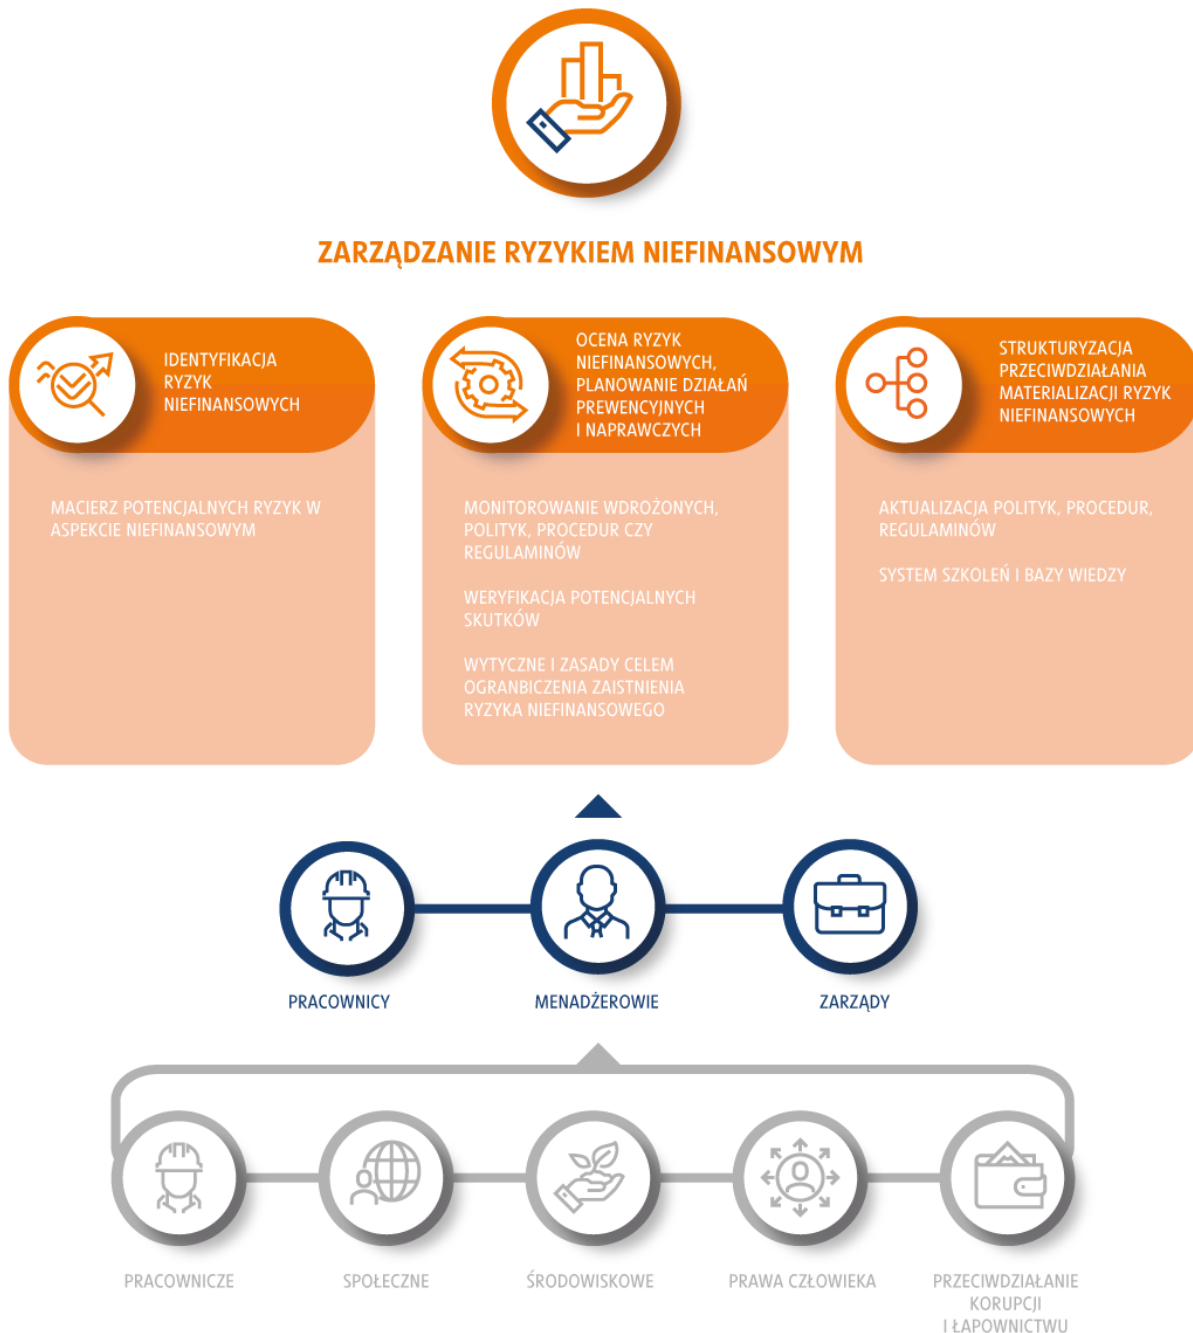 ZARZĄDZANIE RYZYKIEM NIEFINANSOWYM
IDENTYFIKACJA
RYZYK
NIEFINANSOWYCH
MACIERZ POTENCJALNYCH RYZYK W
ASPEKCIE NIEFINANSOWYM
OCENA RYZYK
NIEFINANSOWYCH,
PLANOWANIE DZIAŁAŃ
PREWENCYJNYCH
I NAPRAWCZYCH
MONITOROWANIE WDROŻONYCH,
POLITYK, PROCEDUR CZY
REGULAMINÓW
WERYFIKACJA POTENCJALNYCH
SKUTKÓW
WYTYCZNE I ZASADY CELEM
OGRANBICZENIA ZAISTNIENIA
RYZYKA NIEFINANSOWEGO
STRUKTURYZACJA
PRZECIWDZIAŁANIA
MATERIALIZACJI RYZYK
NIEFINANSOWYCH
AKTUALIZACJA POLITYK, PROCEDUR,
REGULAMINÓW
SYSTEM SZKOLEŃ I BAZY WIEDZY
PRACOWNICY
MENADŻEROWIE
ZARZĄDY
PRACOWNICZE
SPOŁECZNE
ŚRODOWISKOWE
PRAWA CZŁOWIEKA
PRZECIWDZIAŁANIE
KORUPCJI
I ŁAPOWNICTWU